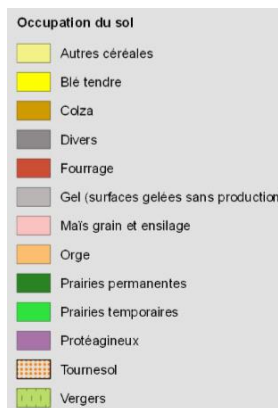 Occupation du sol
Autres céréales
Blé tendre
Colza
Divers
Fourrage
Gel (surfaces gelées sans production
Maïs grain et ensilage
Orge
Prairies permanentes
Prairies temporaires
Protéagineux
Tournesol
Vergers